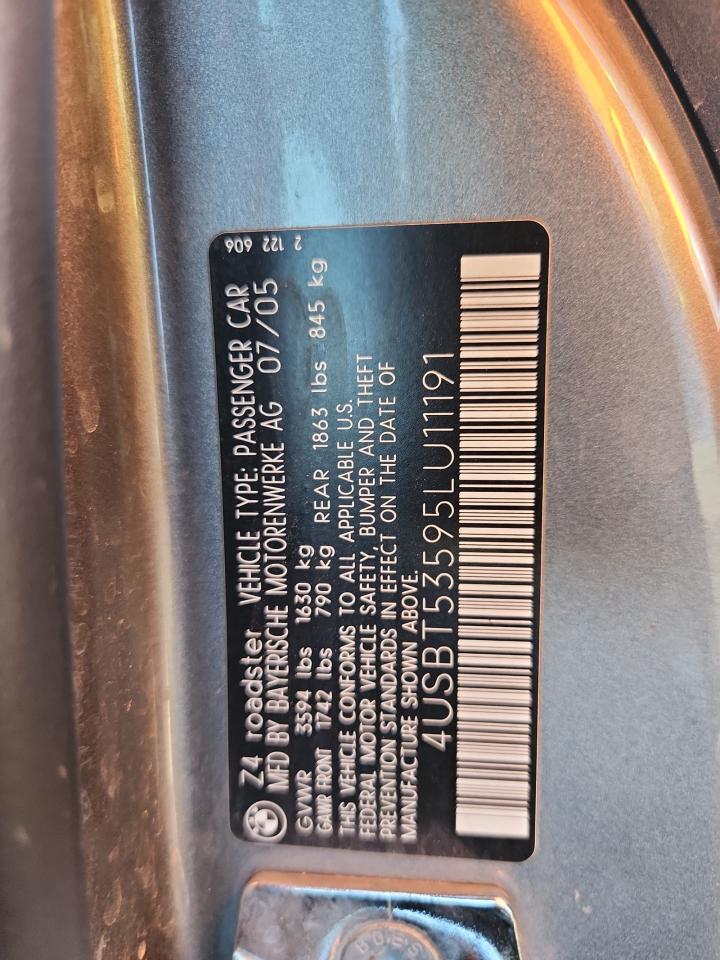 Z4 roadster VEHICLE TYPE: PASSENGER CAR
MFD BY BAYERISCHE MOTORENWERKE AG 07/05
2 122 606
GVWR 3594 lbs 1630 kg
GAWR FRONT 1742 lbs 790 kg REAR 1863 lbs 845 kg
THIS VEHICLE CONFORMS TO ALL APPLICABLE U.S.
FEDERAL MOTOR VEHICLE SAFETY, BUMPER AND THEFT
PREVENTION STANDARDS IN EFFECT ON THE DATE OF
MANUFACTURE SHOWN ABOVE.
4USBT53595LU11191